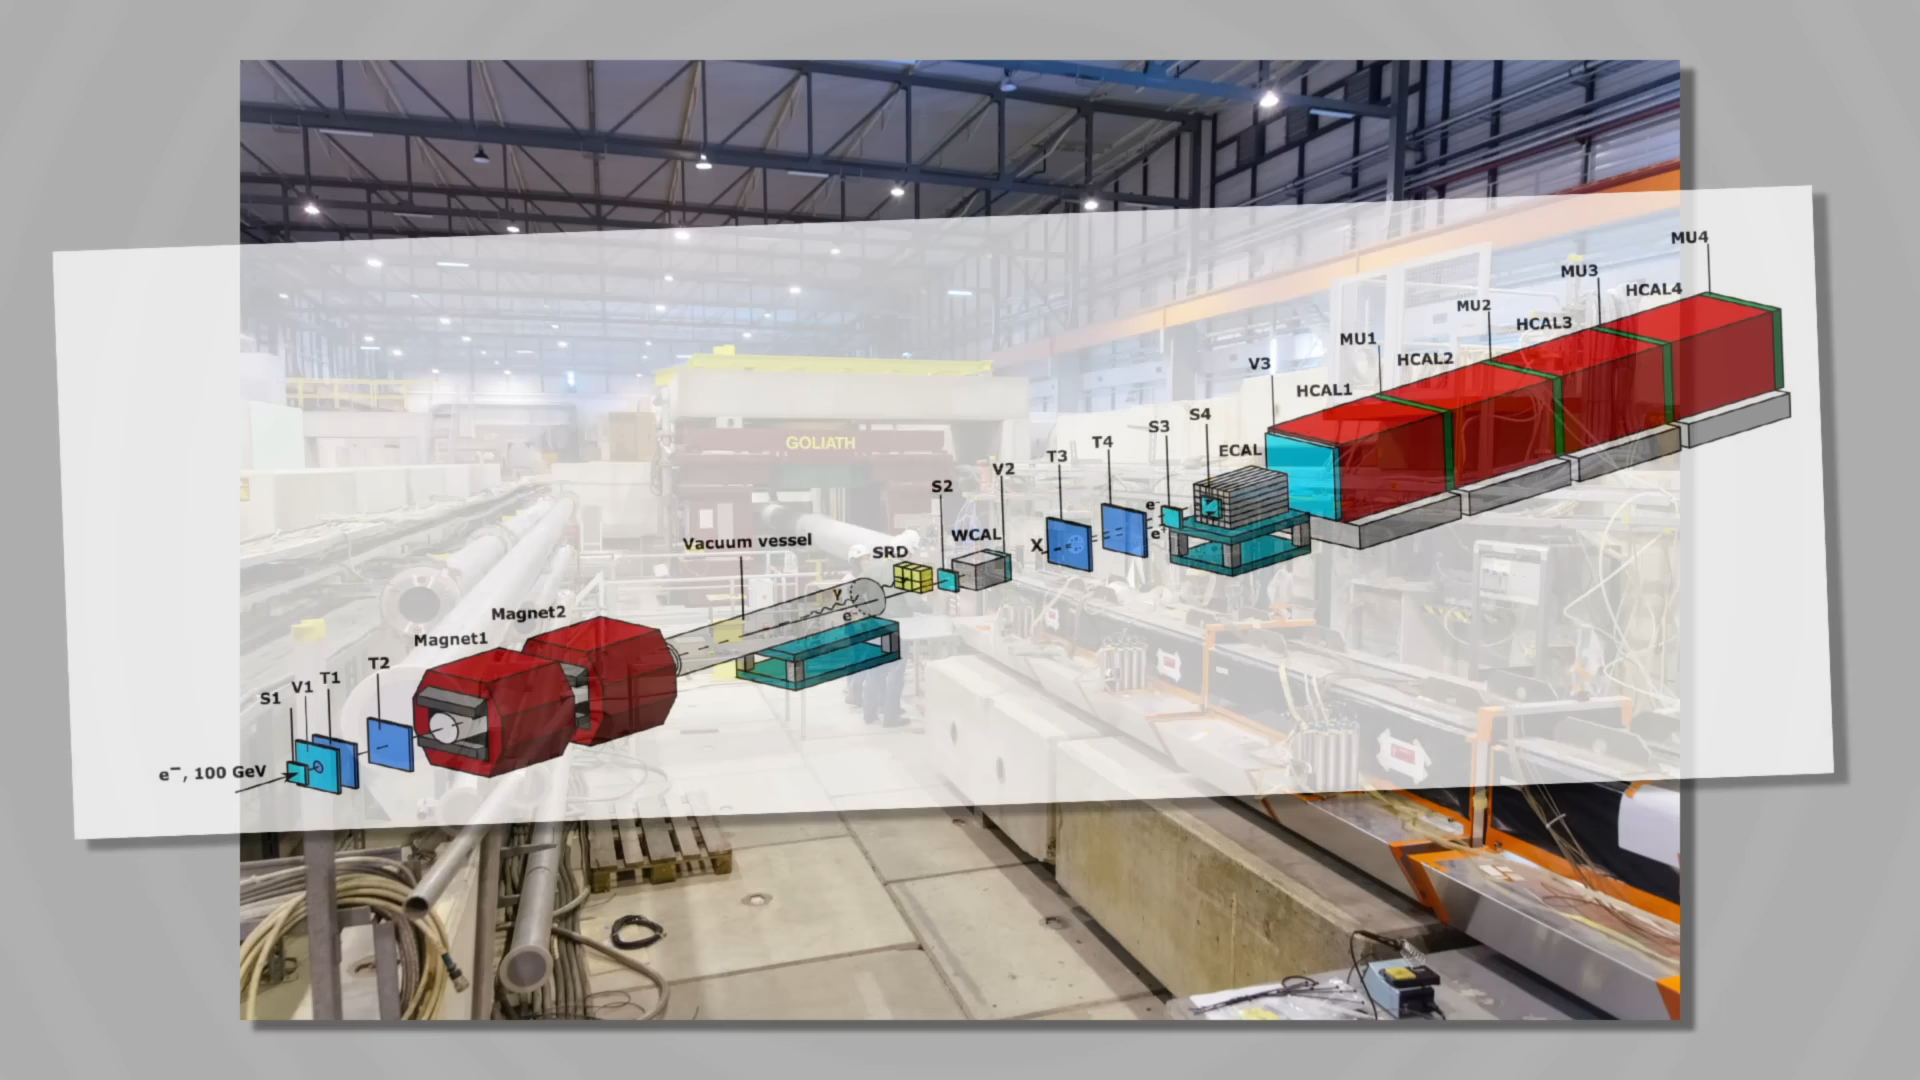 MU4
MU3
HCAL4
MU2
HCAL3
MU1
HCAL2
V3
HCAL1
S4
S3
ECAL
T4
T3
GOLIATH
V2
S2
e⁻
X
e⁺
WCAL
SRD
Vacuum vessel
γ
e⁻
Magnet2
Magnet1
T2
T1
V1
S1
e⁻, 100 GeV